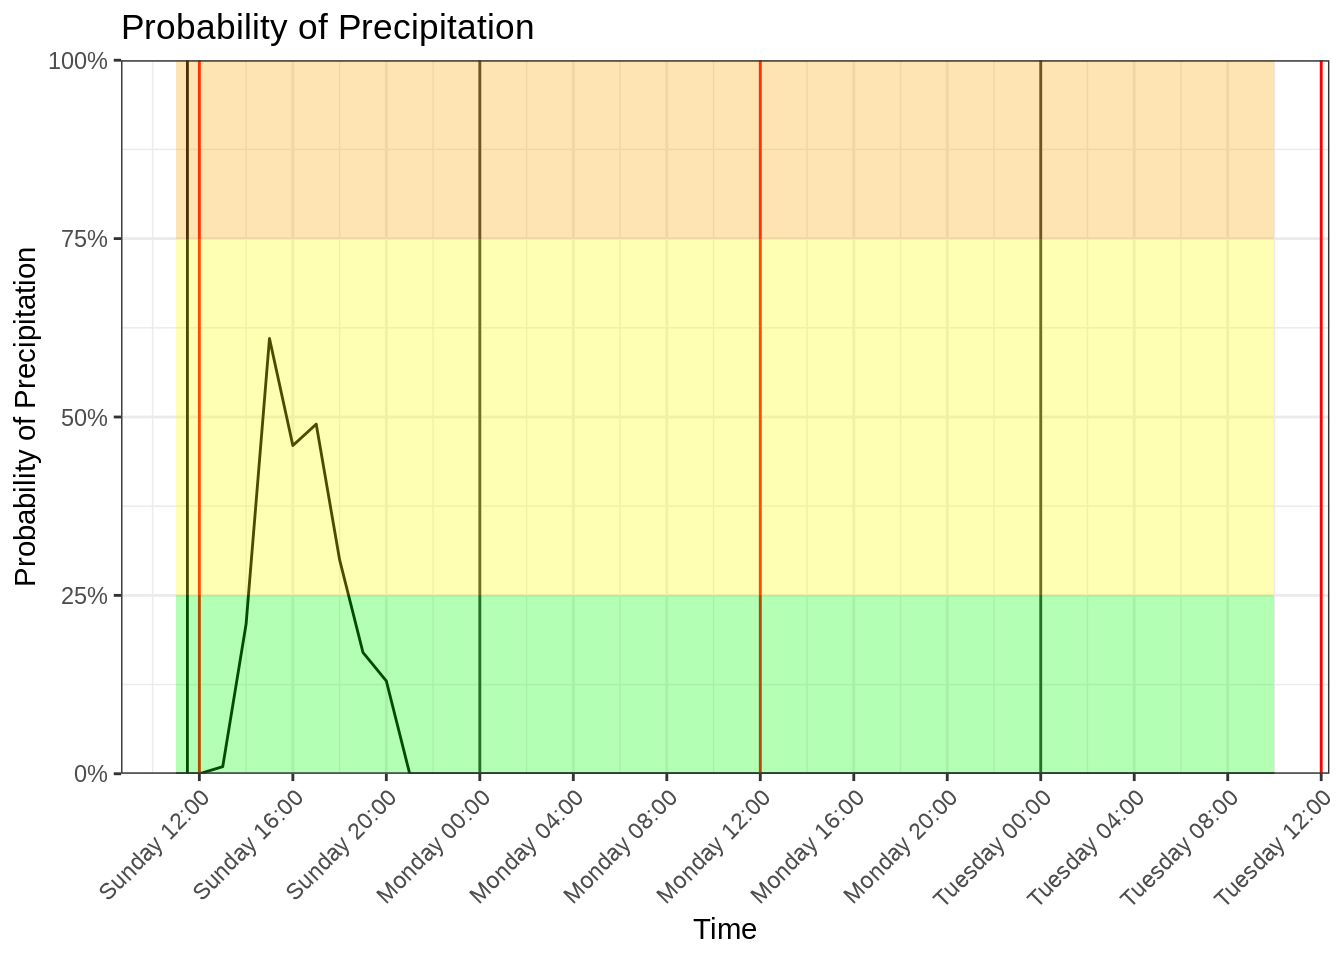 Probability of Precipitation
Probability of Precipitation
100%
75%
50%
25%
0%
Sunday 12:00
Sunday 16:00
Sunday 20:00
Monday 00:00
Monday 04:00
Monday 08:00
Monday 12:00
Monday 16:00
Monday 20:00
Tuesday 00:00
Tuesday 04:00
Tuesday 08:00
Tuesday 12:00
Time